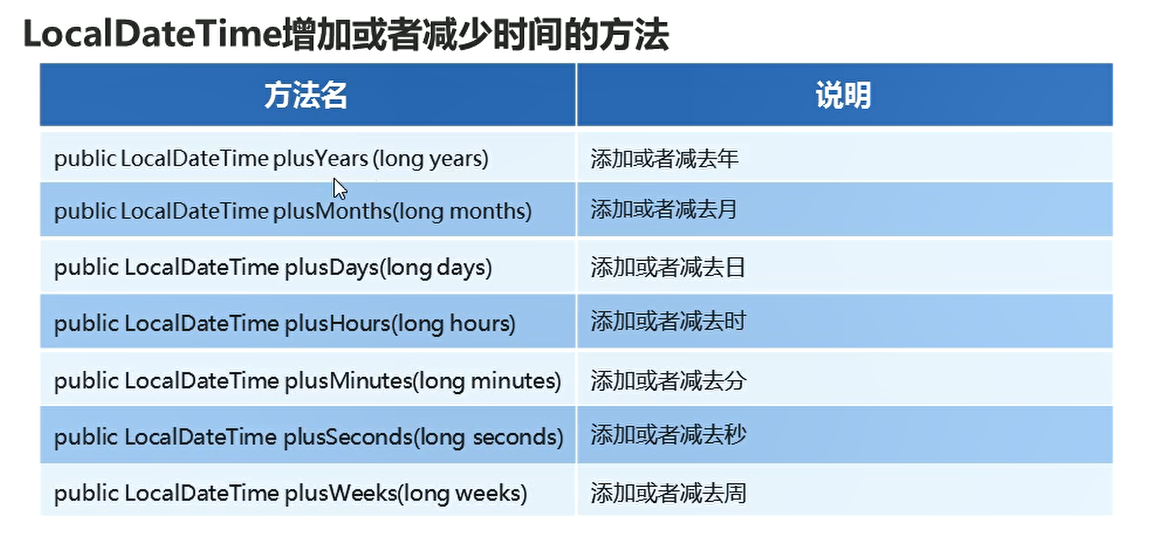 LocalDateTime增加或者减少时间的方法
方法名 说明
public LocalDateTime plusYears (long years) 添加或者减去年
public LocalDateTime plusMonths(long months) 添加或者减去月
public LocalDateTime plusDays(long days) 添加或者减去日
public LocalDateTime plusHours(long hours) 添加或者减去时
public LocalDateTime plusMinutes(long minutes) 添加或者减去分
public LocalDateTime plusSeconds(long seconds) 添加或者减去秒
public LocalDateTime plusWeeks(long weeks) 添加或者减去周